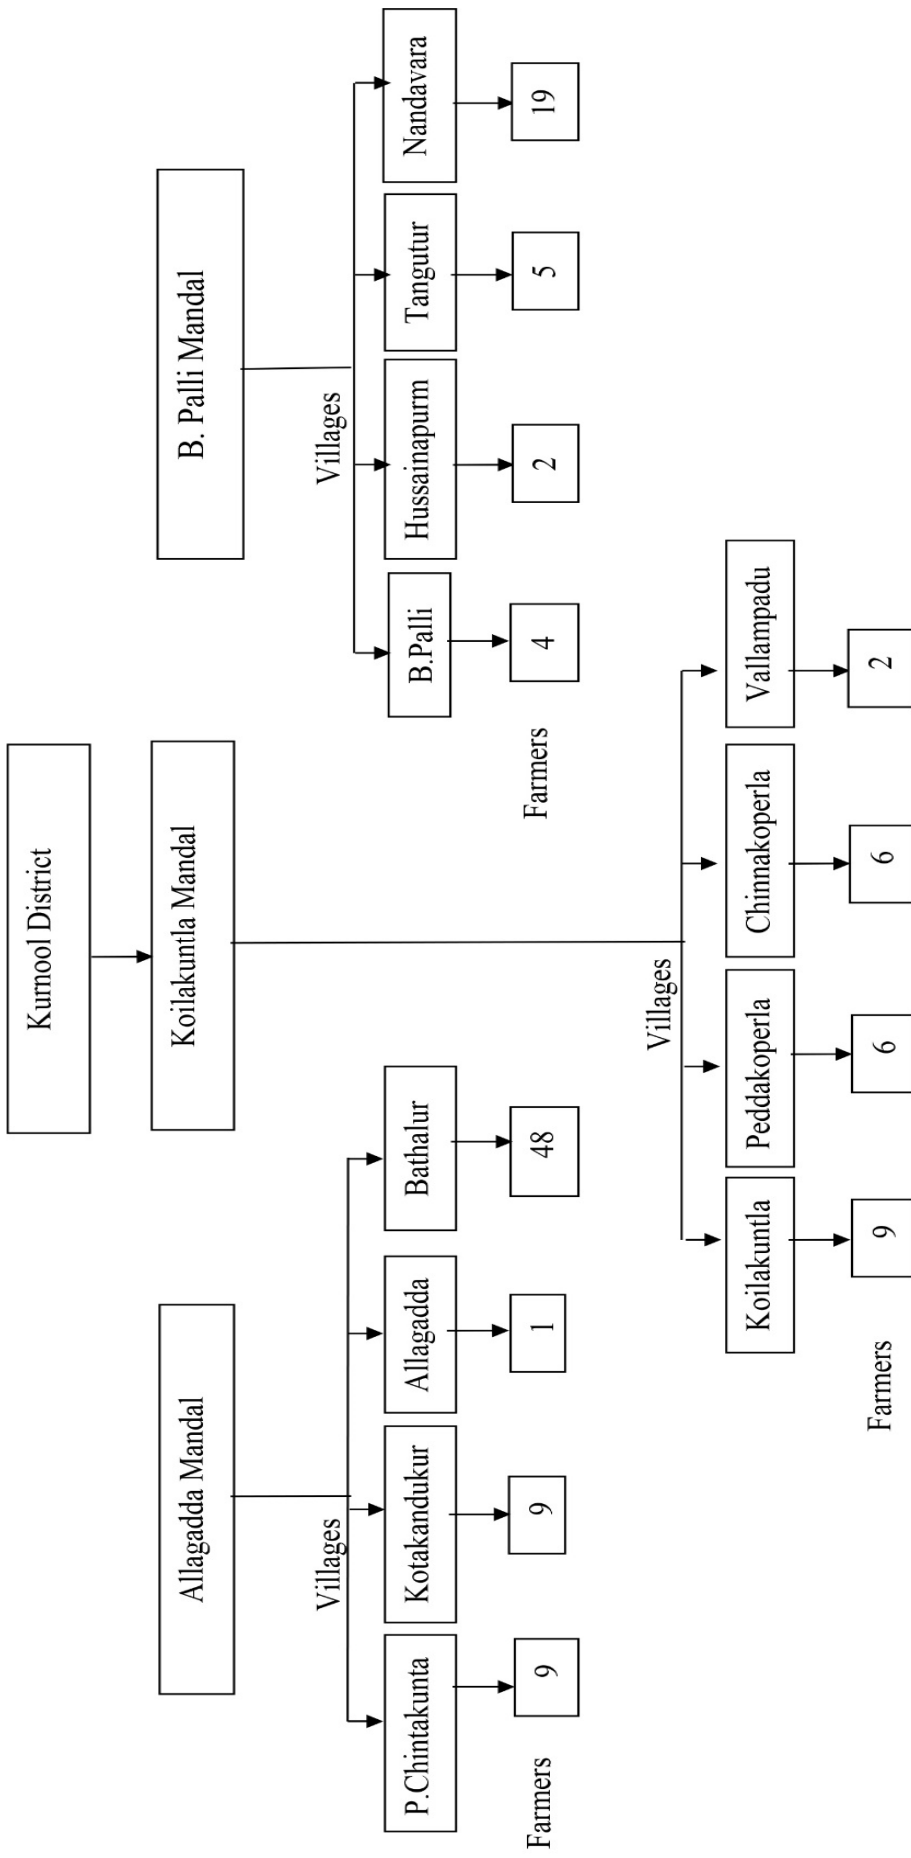 Kurnool District
Allagadda Mandal
Koilakuntla Mandal
B. Palli Mandal
Villages
Villages
P.Chintakunta
Kotakandukur
Allagadda
Bathalur
B.Palli
Hussainapurm
Tangutur
Nandavara
Farmers
9
9
1
48
Farmers
4
2
5
19
Villages
Koilakuntla
Peddakoperla
Chinnakoperla
Vallampadu
Farmers
9
6
6
2